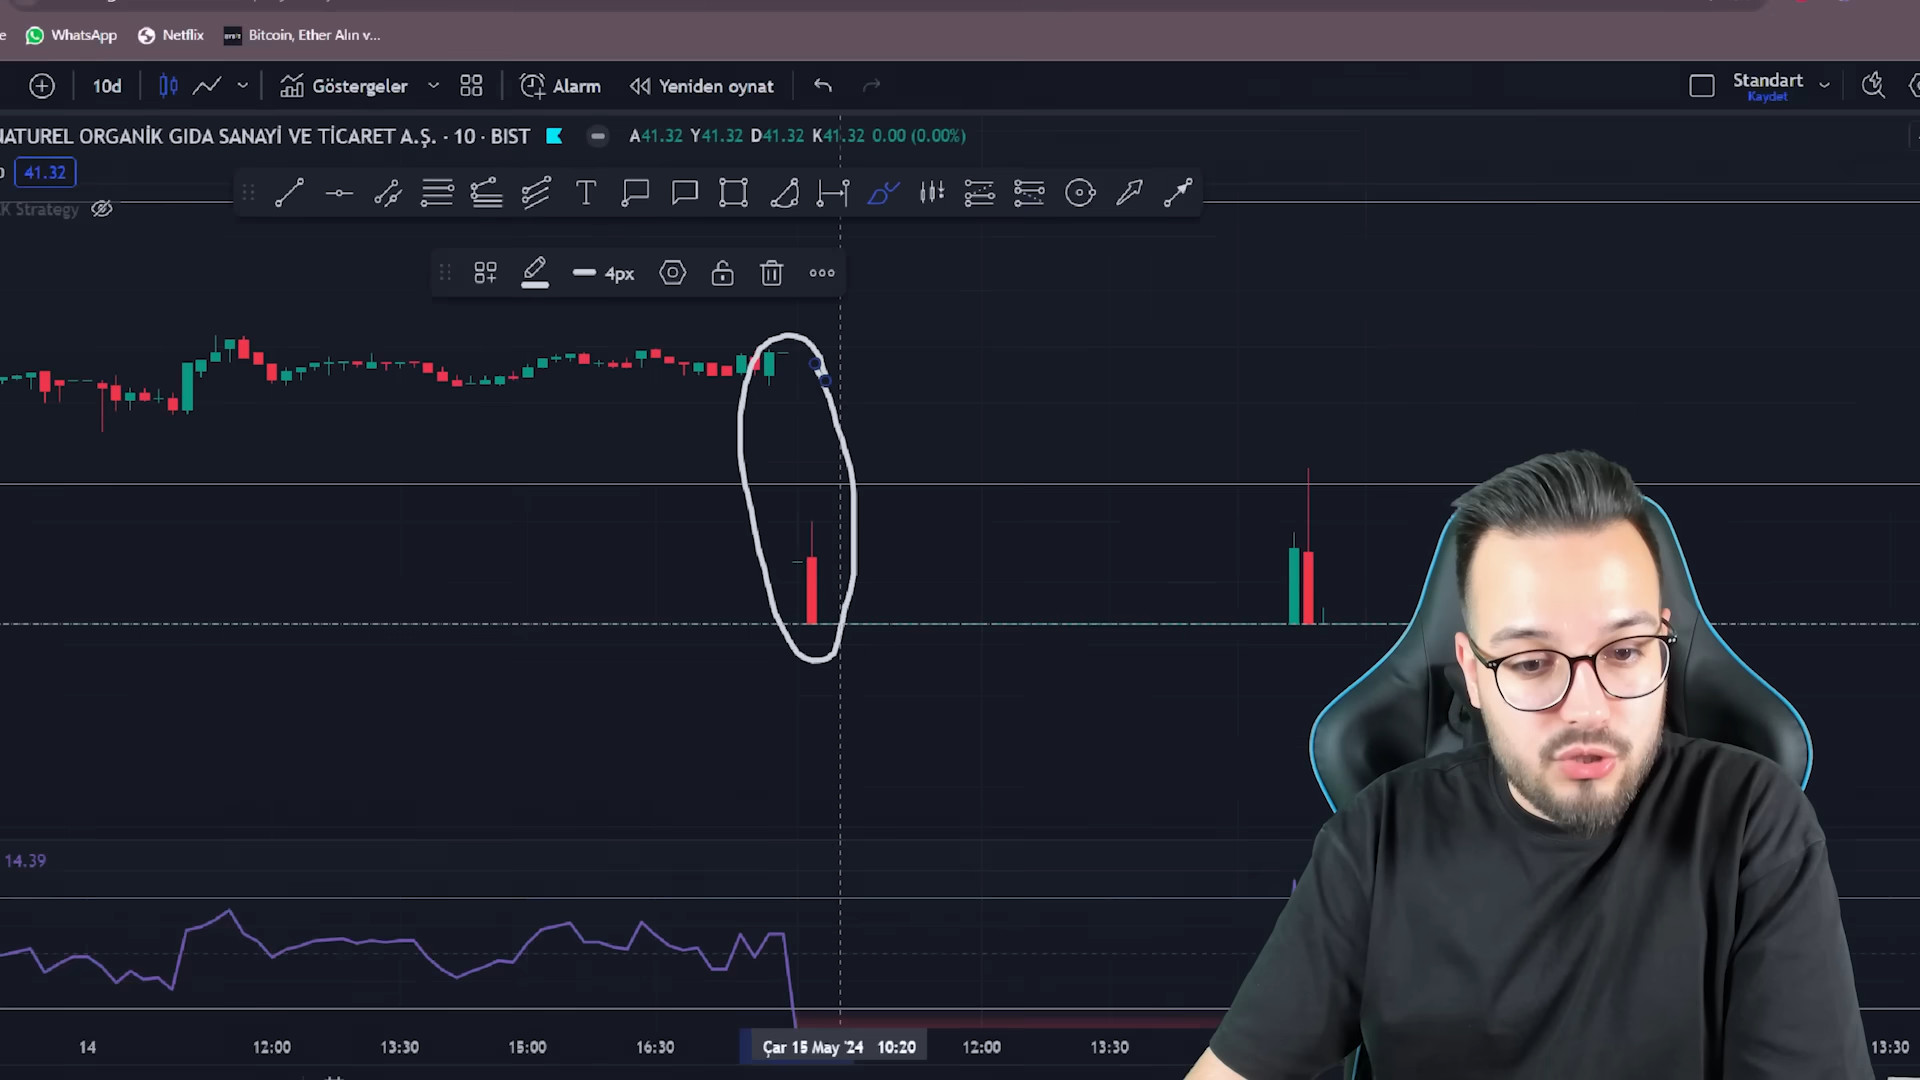 WhatsApp Netflix Bitcoin, Ether Alın v...
10d Göstergeler Alarm Yeniden oynat Standart
Kaydet
NATUREL ORGANİK GIDA SANAYİ VE TİCARET A.Ş. · 10 · BIST A41.32 Y41.32 D41.32 K41.32 0.00 (0.00%)
41.32
K Strategy
T
4px
14.39
14 12:00 13:30 15:00 16:30 Çar 15 May '24 10:20 12:00 13:30 13:30